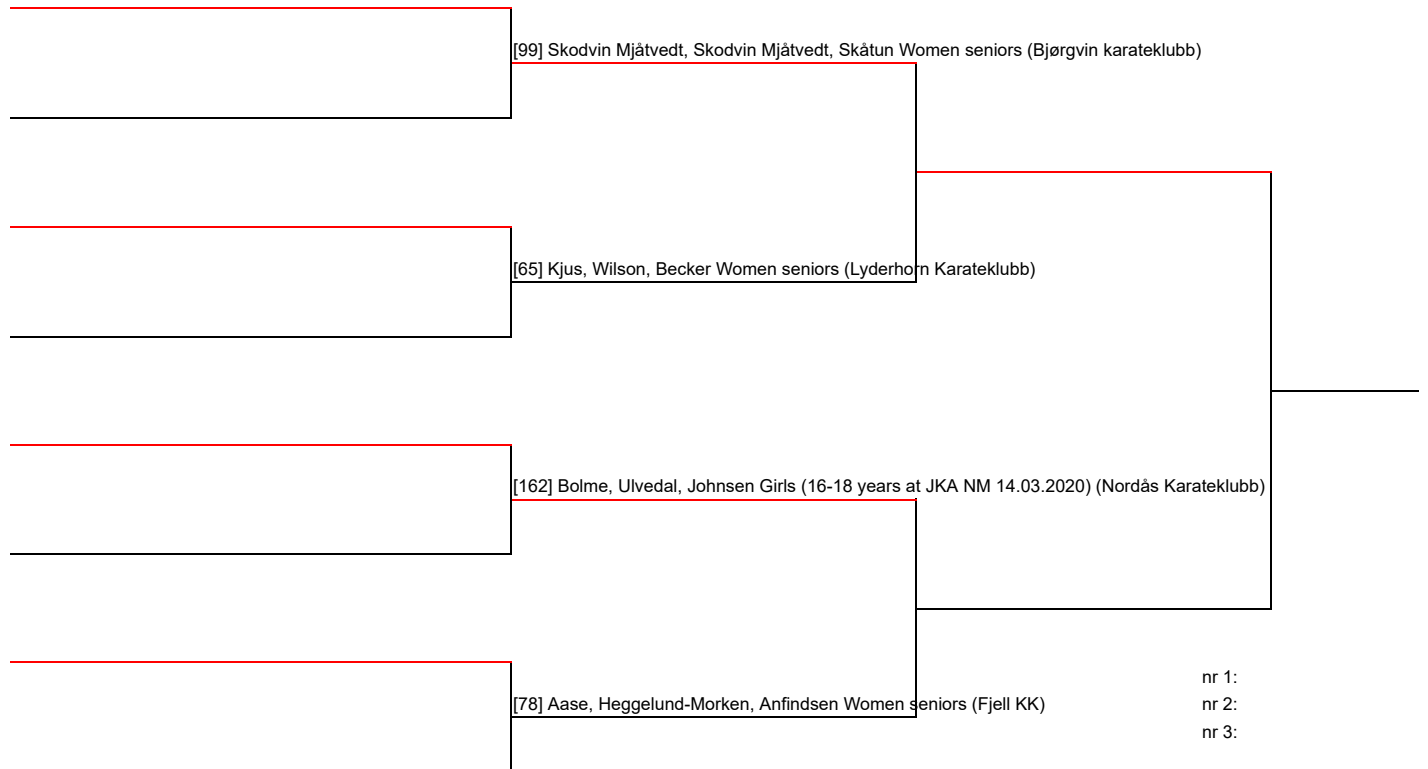 [99] Skodvin Mjåtvedt, Skodvin Mjåtvedt, Skåtun Women seniors (Bjørgvin karateklubb)
[65] Kjus, Wilson, Becker Women seniors (Lyderhorn Karateklubb)
[162] Bolme, Ulvedal, Johnsen Girls (16-18 years at JKA NM 14.03.2020) (Nordås Karateklubb)
nr 1:
[78] Aase, Heggelund-Morken, Anfindsen Women seniors (Fjell KK)
nr 2:
nr 3: